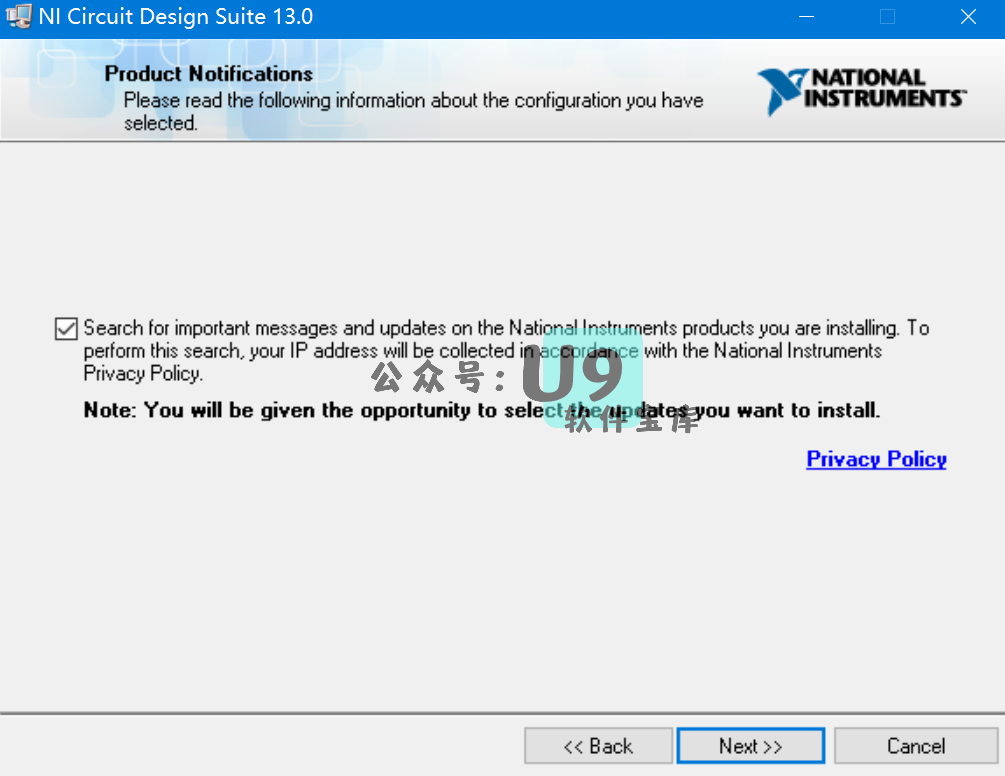 NI Circuit Design Suite 13.0
Product Notifications
Please read the following information about the configuration you have
selected.
NATIONAL
INSTRUMENTS™
Search for important messages and updates on the National Instruments products you are installing. To
perform this search, your IP address will be collected in accordance with the National Instruments
Privacy Policy.
公众号:U9
软件宝库
Note: You will be given the opportunity to select the updates you want to install.
Privacy Policy
<< Back
Next >>
Cancel